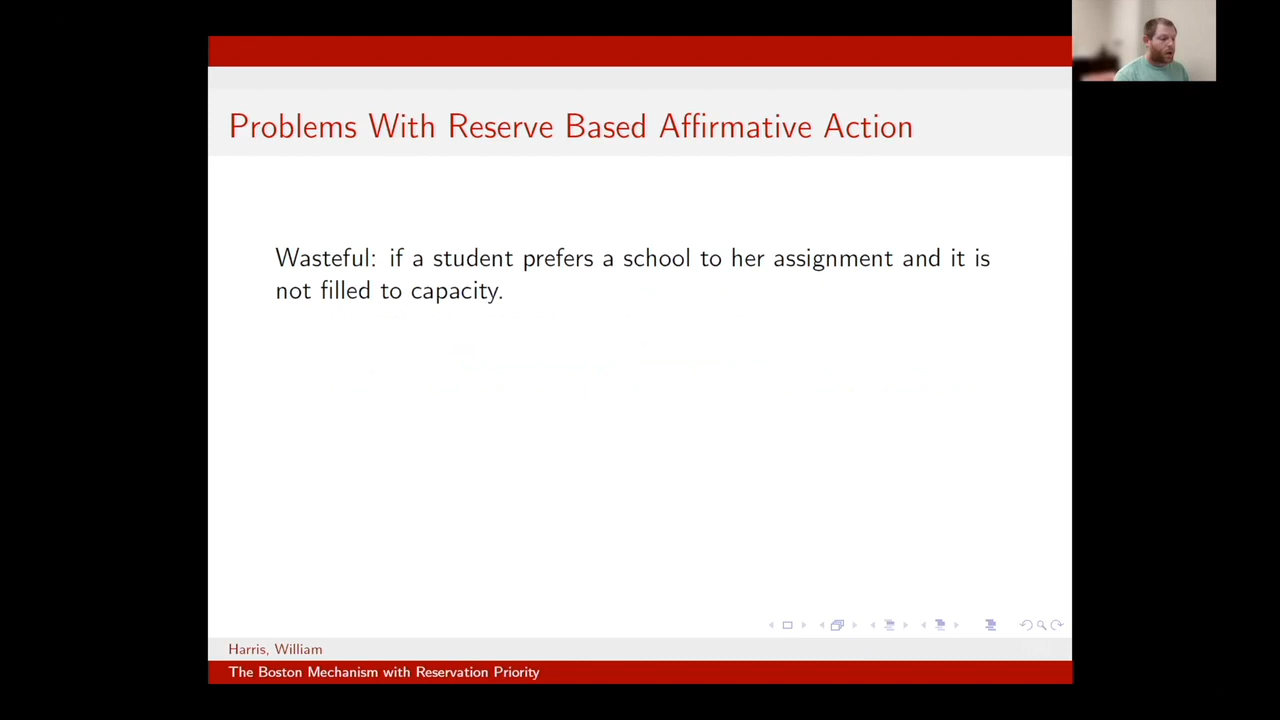 Problems With Reserve Based Affirmative Action
Wasteful: if a student prefers a school to her assignment and it is
not filled to capacity.
Harris, William
The Boston Mechanism with Reservation Priority